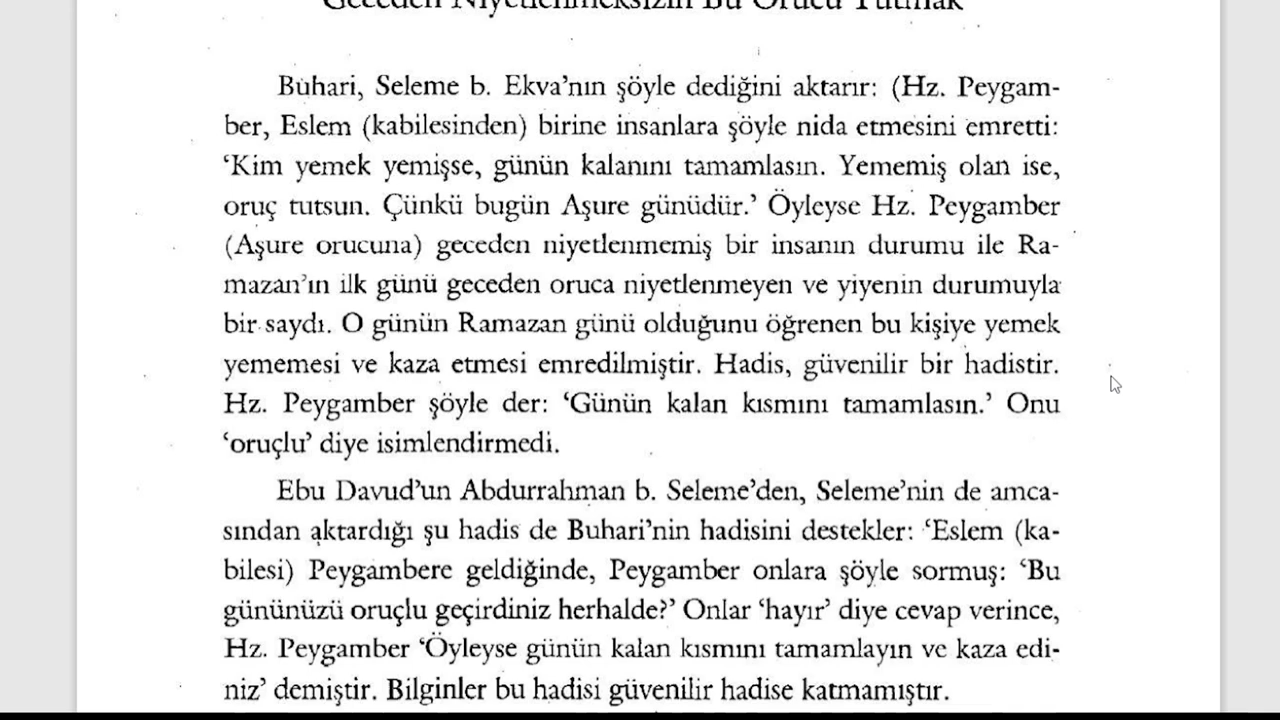 Geceden Niyetlenmeksizin Bu Orucu Tutmak
Buhari, Seleme b. Ekva’nın şöyle dediğini aktarır: (Hz. Peygam-
ber, Eslem (kabilesinden) birine insanlara şöyle nida etmesini emretti:
‘Kim yemek yemişse, günün kalanını tamamlasın. Yememiş olan ise,
oruç tutsun. Çünkü bugün Aşure günüdür.’ Öyleyse Hz. Peygamber
(Aşure orucuna) geceden niyetlenmemiş bir insanın durumu ile Ra-
mazan’ın ilk günü geceden oruca niyetlenmeyen ve yiyenin durumuyla
bir saydı. O günün Ramazan günü olduğunu öğrenen bu kişiye yemek
yememesi ve kaza etmesi emredilmiştir. Hadis, güvenilir bir hadistir.
Hz. Peygamber şöyle der: ‘Günün kalan kısmını tamamlasın.’ Onu
‘oruçlu’ diye isimlendirmedi.
Ebu Davud’un Abdurrahman b. Seleme’den, Seleme’nin de amca-
sından aktardığı şu hadis de Buhari’nin hadisini destekler: ‘Eslem (ka-
bilesi) Peygambere geldiğinde, Peygamber onlara şöyle sormuş: ‘Bu
gününüzü oruçlu geçirdiniz herhalde?’ Onlar ‘hayır’ diye cevap verince,
Hz. Peygamber ‘Öyleyse günün kalan kısmını tamamlayın ve kaza edi-
niz’ demiştir. Bilginler bu hadisi güvenilir hadise katmamıştır.